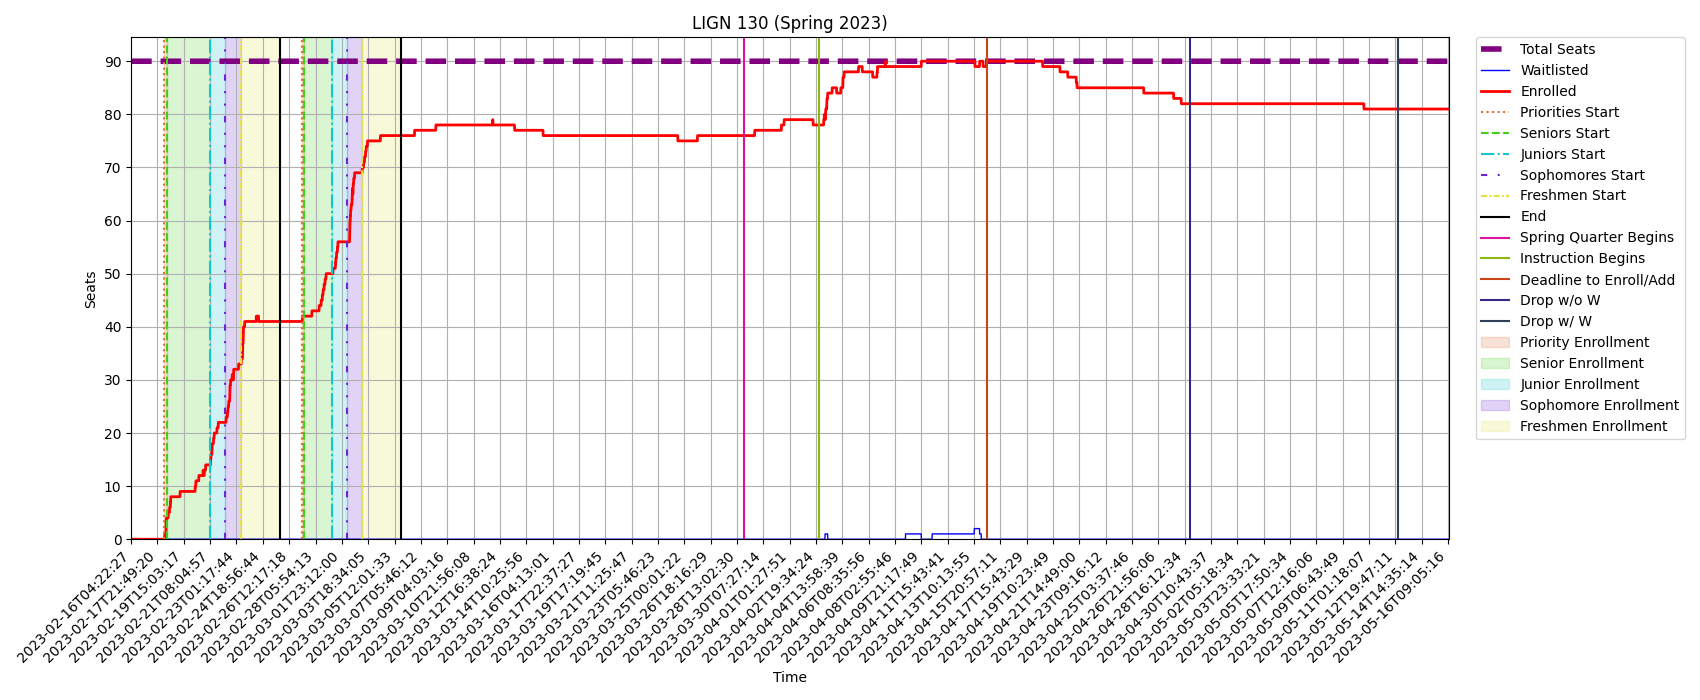 LIGN 130 (Spring 2023)
Seats
90
80
70
60
50
40
30
20
10
0
2023-02-16T04:22:27
2023-02-17T21:49:20
2023-02-19T15:03:17
2023-02-21T08:04:57
2023-02-23T01:17:44
2023-02-24T18:56:44
2023-02-26T12:17:18
2023-02-28T05:54:13
2023-03-01T23:12:00
2023-03-03T18:34:05
2023-03-05T12:01:33
2023-03-07T05:46:12
2023-03-09T04:03:16
2023-03-10T21:56:08
2023-03-12T16:38:24
2023-03-14T10:25:56
2023-03-16T04:13:01
2023-03-17T22:37:27
2023-03-19T17:19:45
2023-03-21T11:25:47
2023-03-23T05:46:23
2023-03-25T00:01:22
2023-03-26T18:16:29
2023-03-28T13:02:30
2023-03-30T07:27:14
2023-04-01T01:27:51
2023-04-02T19:34:24
2023-04-04T13:58:39
2023-04-06T08:35:56
2023-04-08T02:55:46
2023-04-09T21:17:49
2023-04-11T15:43:41
2023-04-13T10:13:55
2023-04-15T20:57:11
2023-04-17T15:43:29
2023-04-19T10:23:49
2023-04-21T14:49:00
2023-04-23T09:16:12
2023-04-25T03:37:46
2023-04-26T21:56:06
2023-04-28T16:12:34
2023-04-30T10:43:37
2023-05-02T05:18:34
2023-05-03T23:33:21
2023-05-05T17:50:34
2023-05-07T12:16:06
2023-05-09T06:43:49
2023-05-11T01:18:07
2023-05-12T19:47:11
2023-05-14T14:35:14
2023-05-16T09:05:16
Time
Total Seats
Waitlisted
Enrolled
Priorities Start
Seniors Start
Juniors Start
Sophomores Start
Freshmen Start
End
Spring Quarter Begins
Instruction Begins
Deadline to Enroll/Add
Drop w/o W
Drop w/ W
Priority Enrollment
Senior Enrollment
Junior Enrollment
Sophomore Enrollment
Freshmen Enrollment